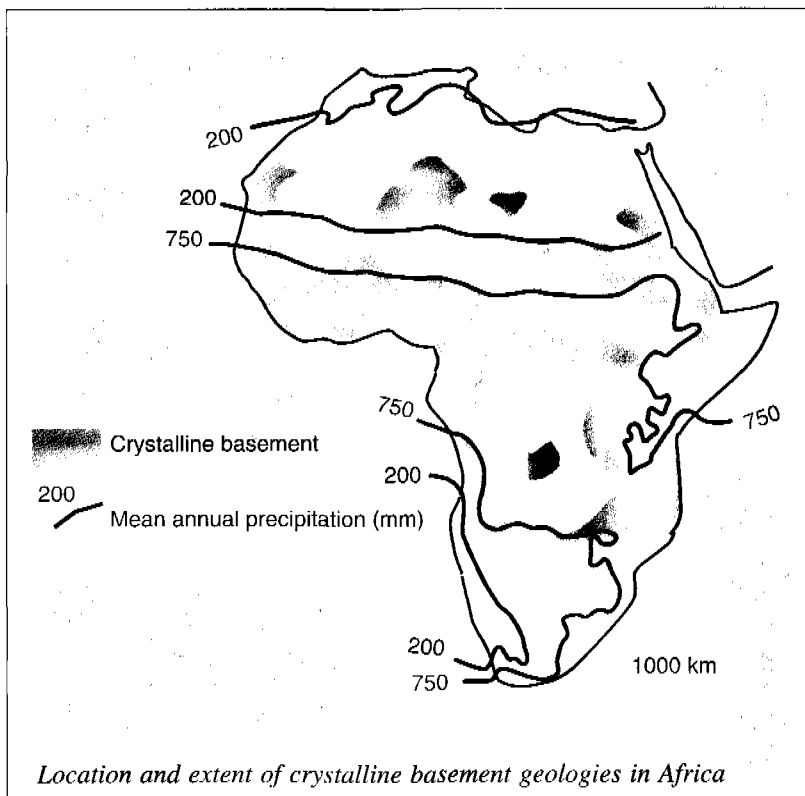 200
200
750
750
750
Crystalline basement
200
200
Mean annual precipitation (mm)
200
1000 km
750
Location and extent of crystalline basement geologies in Africa